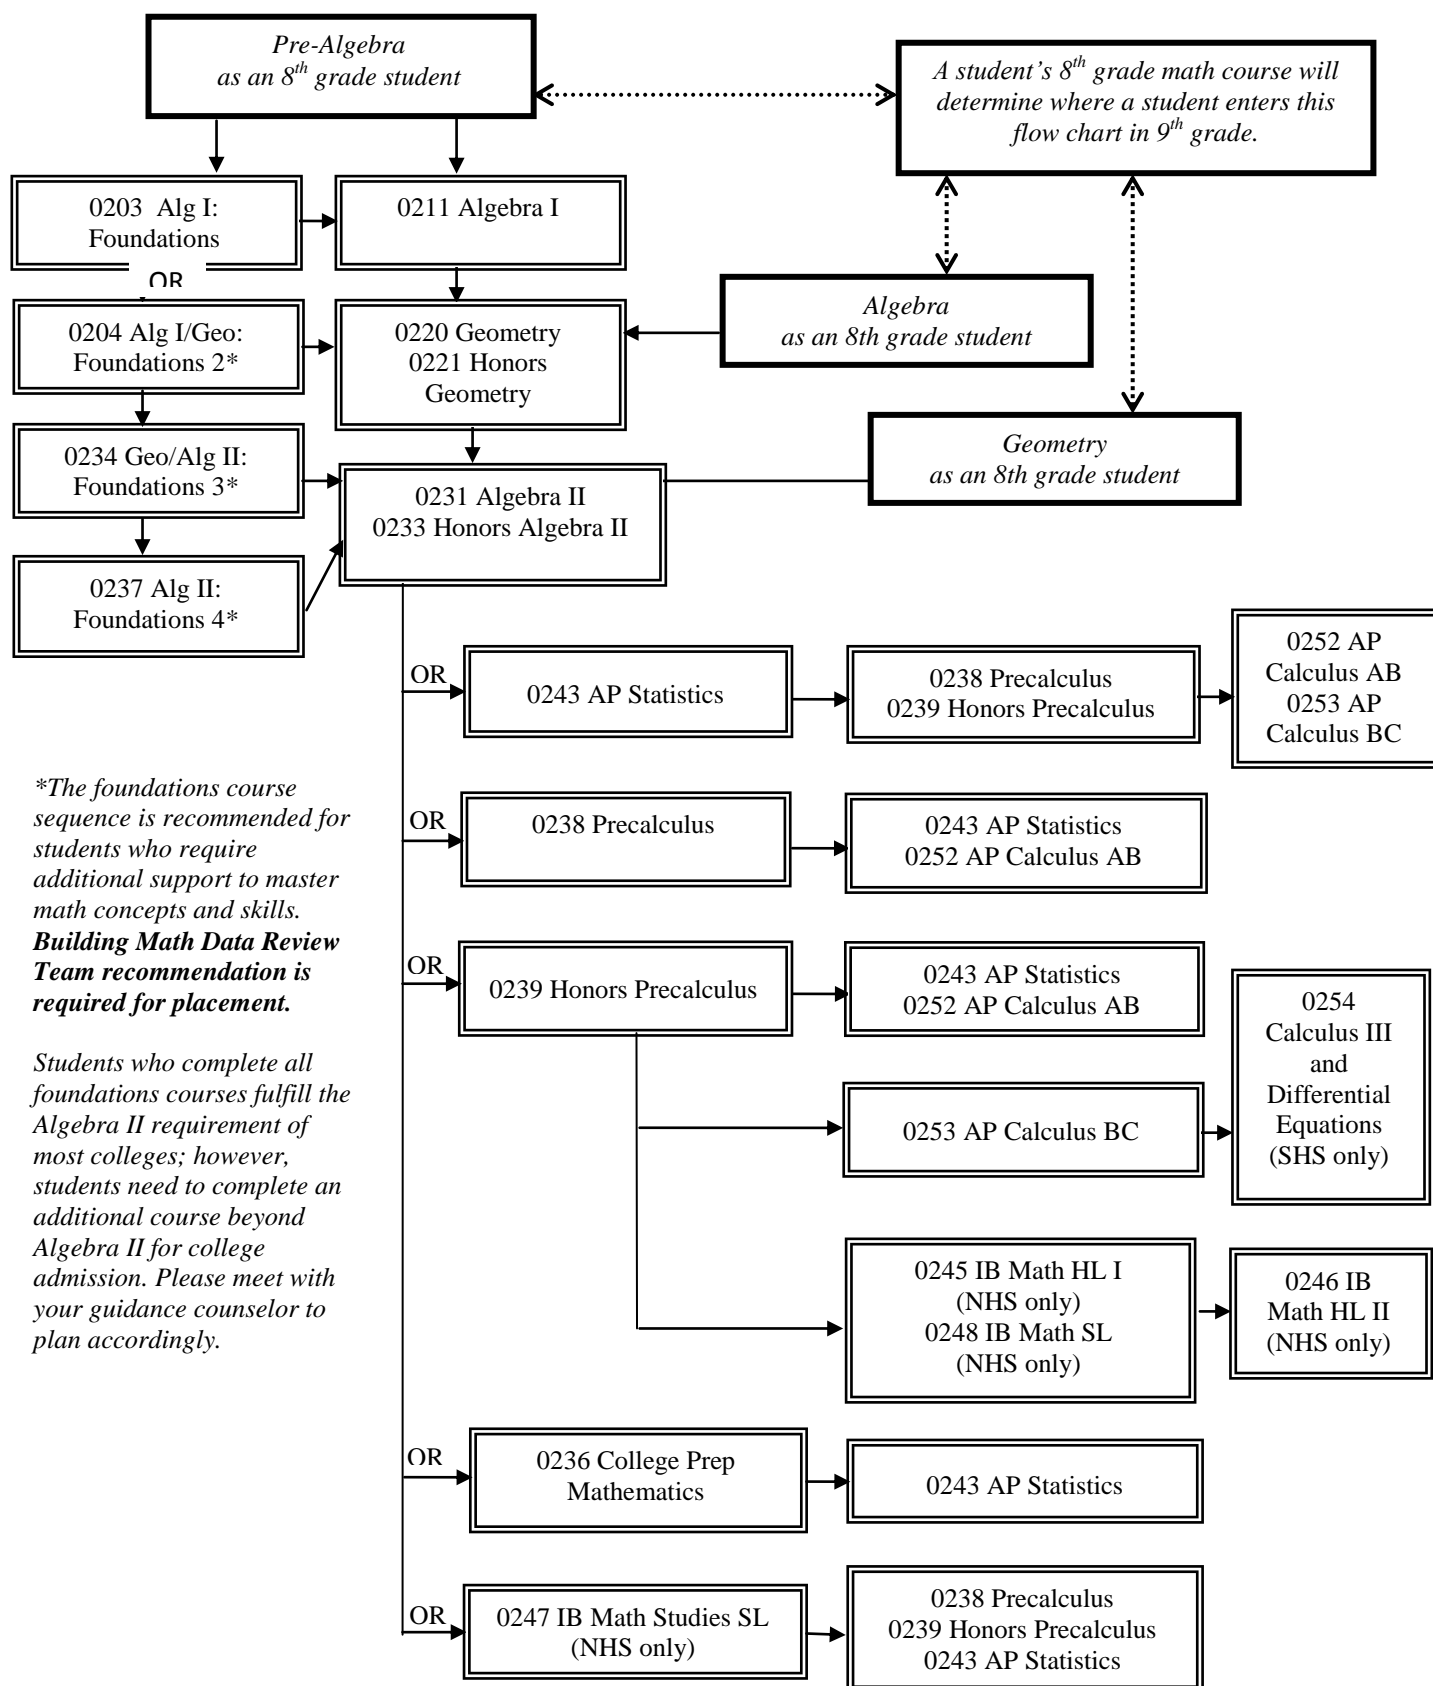 Pre-Algebra
as an 8th grade student
A student's 8th grade math course will
determine where a student enters this
flow chart in 9th grade.
0203  Alg I:
Foundations
0211 Algebra I
OR
0204 Alg I/Geo:
Foundations 2*
0220 Geometry
0221 Honors
Geometry
Algebra
as an 8th grade student
0234 Geo/Alg II:
Foundations 3*
Geometry
as an 8th grade student
0231 Algebra II
0233 Honors Algebra II
0237 Alg II:
Foundations 4*
OR
0243 AP Statistics
0238 Precalculus
0239 Honors Precalculus
0252 AP
Calculus AB
0253 AP
Calculus BC
*The foundations course
sequence is recommended for
students who require
additional support to master
math concepts and skills.
Building Math Data Review
Team recommendation is
required for placement.
Students who complete all
foundations courses fulfill the
Algebra II requirement of
most colleges; however,
students need to complete an
additional course beyond
Algebra II for college
admission. Please meet with
your guidance counselor to
plan accordingly.
OR
0238 Precalculus
0243 AP Statistics
0252 AP Calculus AB
OR
0239 Honors Precalculus
0243 AP Statistics
0252 AP Calculus AB
0253 AP Calculus BC
0254
Calculus III
and
Differential
Equations
(SHS only)
0245 IB Math HL I
(NHS only)
0248 IB Math SL
(NHS only)
0246 IB
Math HL II
(NHS only)
OR
0236 College Prep
Mathematics
0243 AP Statistics
OR
0247 IB Math Studies SL
(NHS only)
0238 Precalculus
0239 Honors Precalculus
0243 AP Statistics